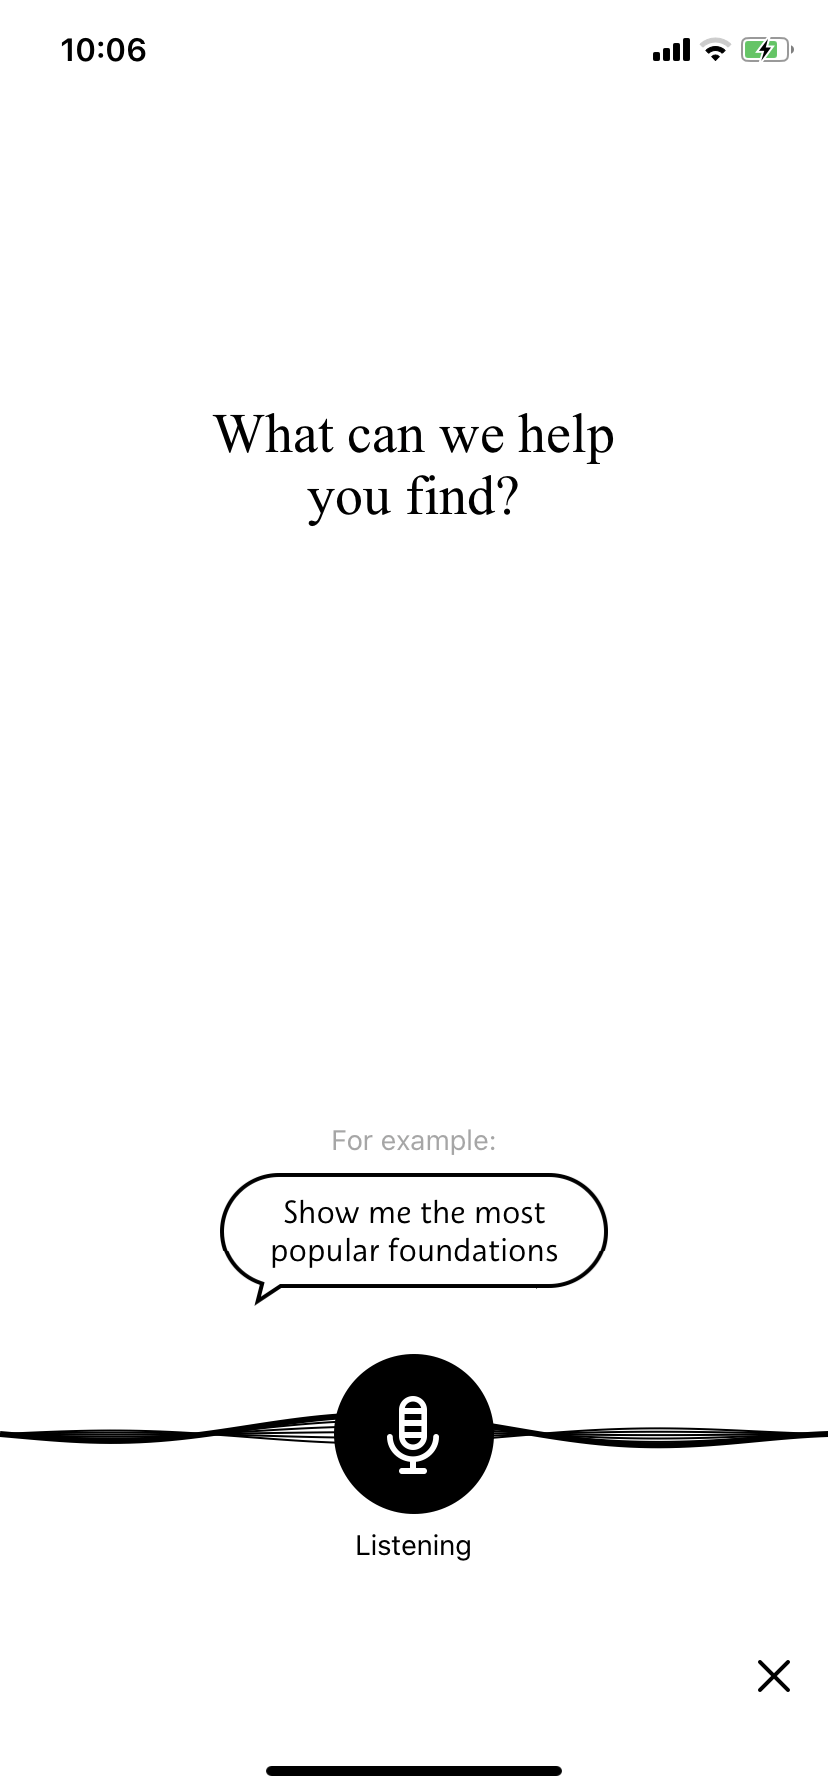 10:06
What can we help
you find?
For example:
Show me the most
popular foundations
Listening